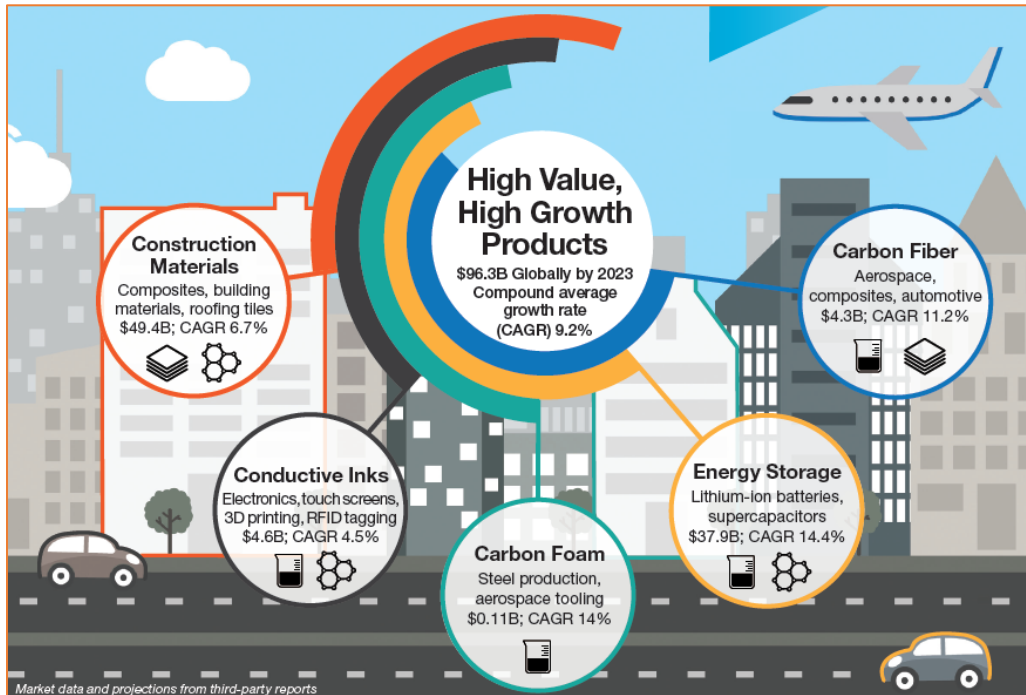 High Value,
High Growth
Products
$96.3B Globally by 2023
Compound average
growth rate
(CAGR) 9.2%
Construction
Materials
Composites, building
materials, roofing tiles
$49.4B; CAGR 6.7%
Carbon Fiber
Aerospace,
composites, automotive
$4.3B; CAGR 11.2%
Conductive Inks
Electronics, touch screens,
3D printing, RFID tagging
$4.6B; CAGR 4.5%
Energy Storage
Lithium-ion batteries,
supercapacitors
$37.9B; CAGR 14.4%
Carbon Foam
Steel production,
aerospace tooling
$0.11B; CAGR 14%
Market data and projections from third-party reports